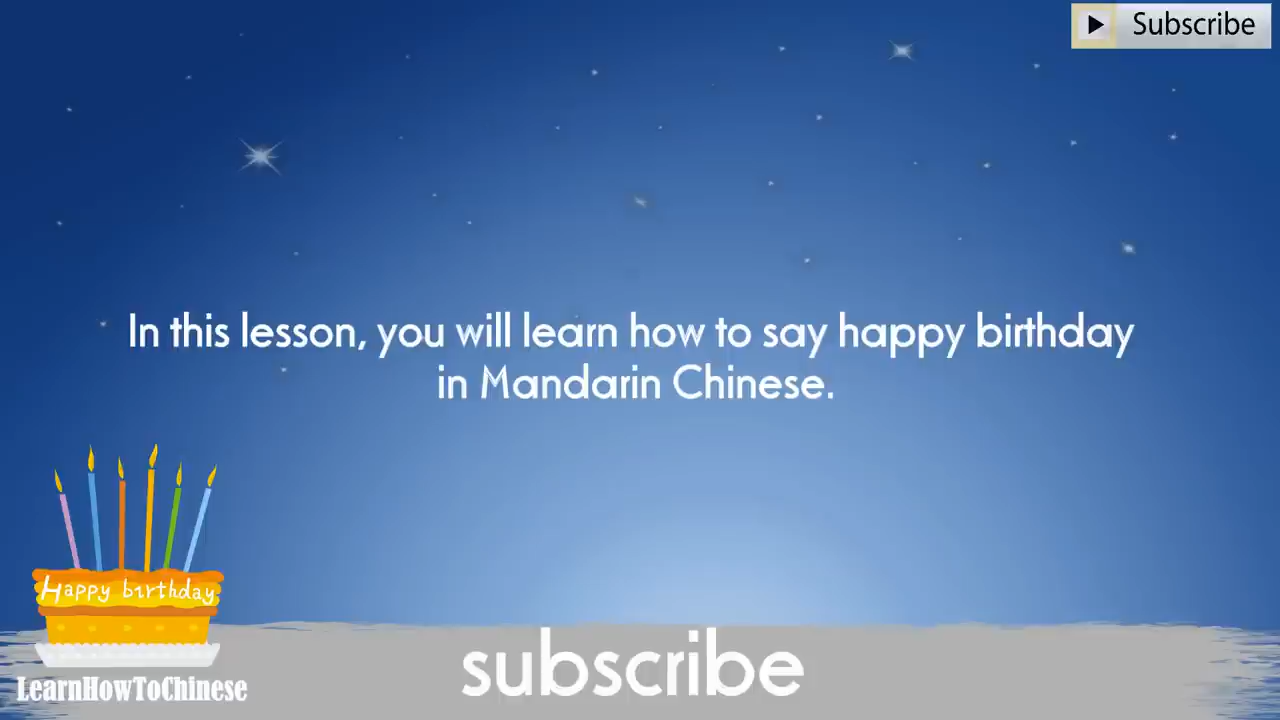 Subscribe
In this lesson, you will learn how to say happy birthday
in Mandarin Chinese.
Happy birthday
subscribe
LearnHowToChinese